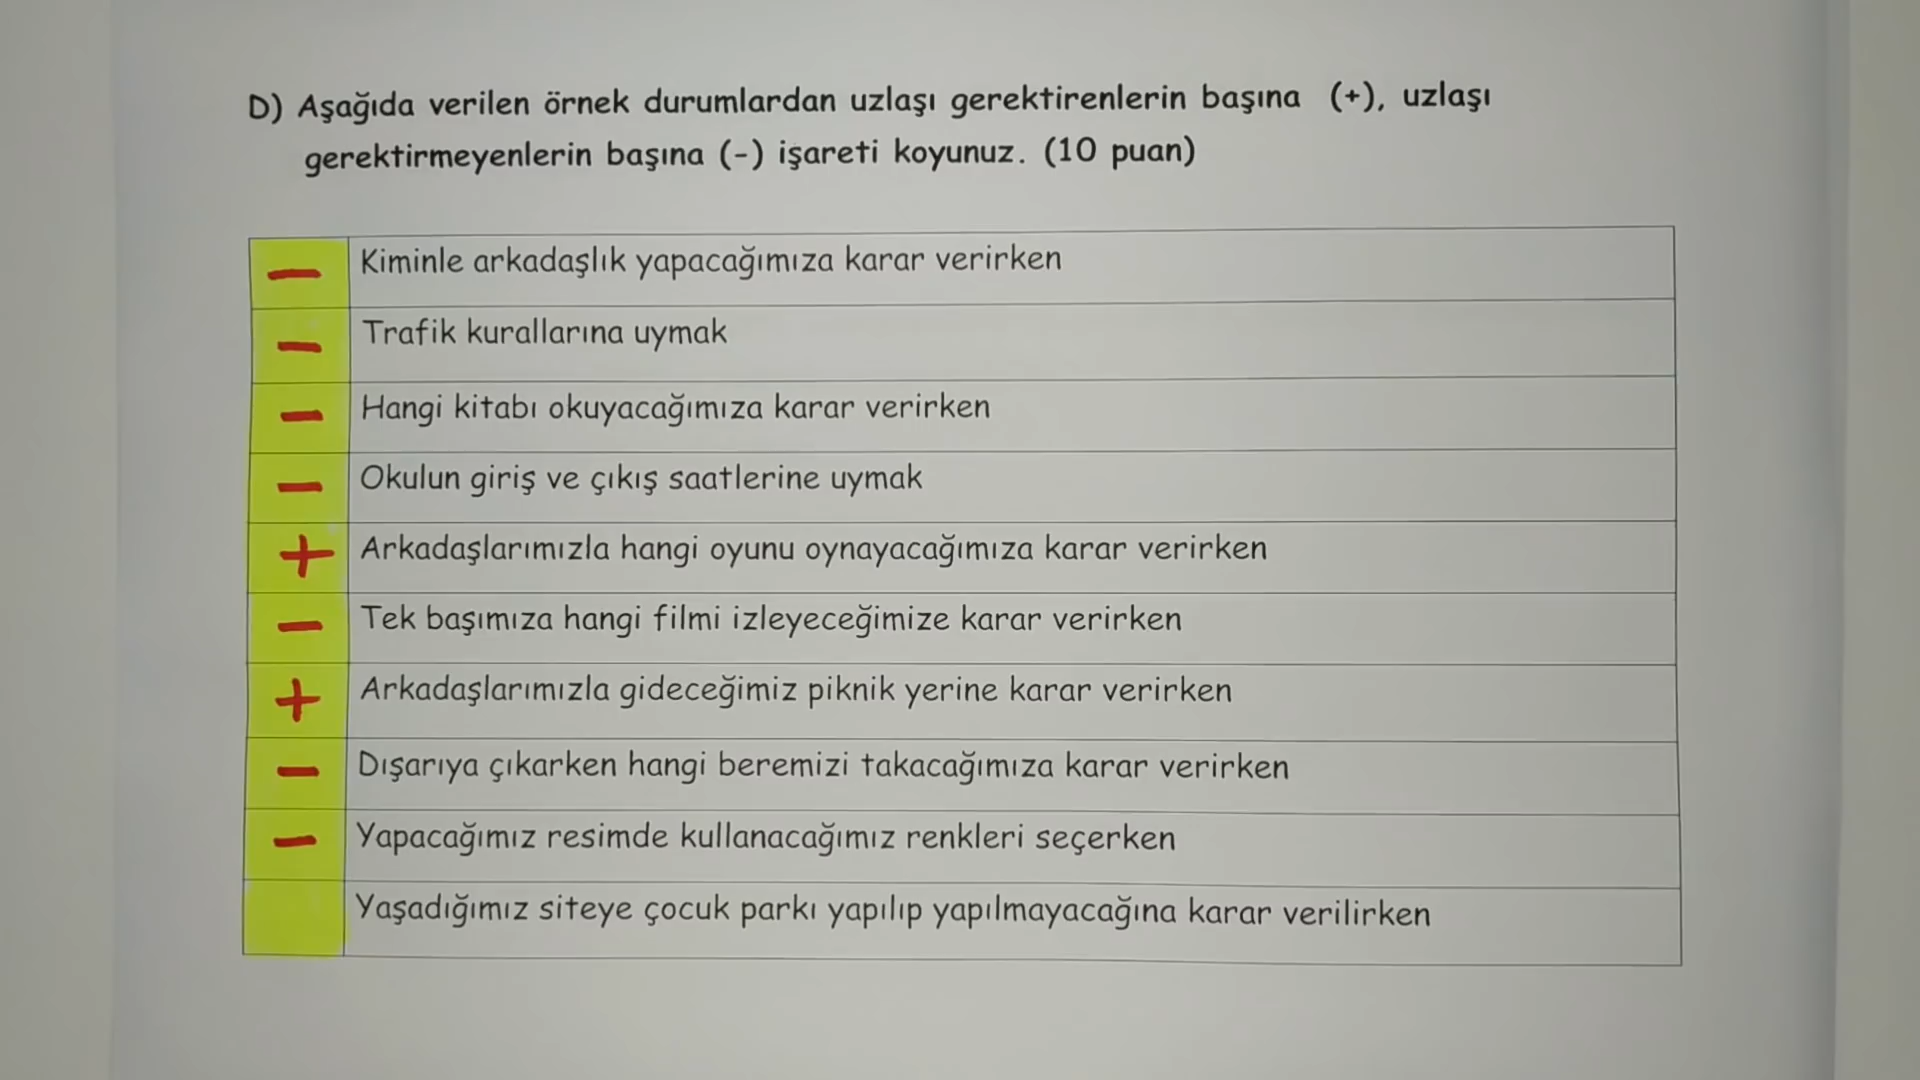 D) Aşağıda verilen örnek durumlardan uzlaşı gerektirenlerin başına (+), uzlaşı
gerektirmeyenlerin başına (-) işareti koyunuz. (10 puan)
− Kiminle arkadaşlık yapacağımıza karar verirken
− Trafik kurallarına uymak
− Hangi kitabı okuyacağımıza karar verirken
− Okulun giriş ve çıkış saatlerine uymak
+ Arkadaşlarımızla hangi oyunu oynayacağımıza karar verirken
− Tek başımıza hangi filmi izleyeceğimize karar verirken
+ Arkadaşlarımızla gideceğimiz piknik yerine karar verirken
− Dışarıya çıkarken hangi beremizi takacağımıza karar verirken
− Yapacağımız resimde kullanacağımız renkleri seçerken
Yaşadığımız siteye çocuk parkı yapılıp yapılmayacağına karar verilirken